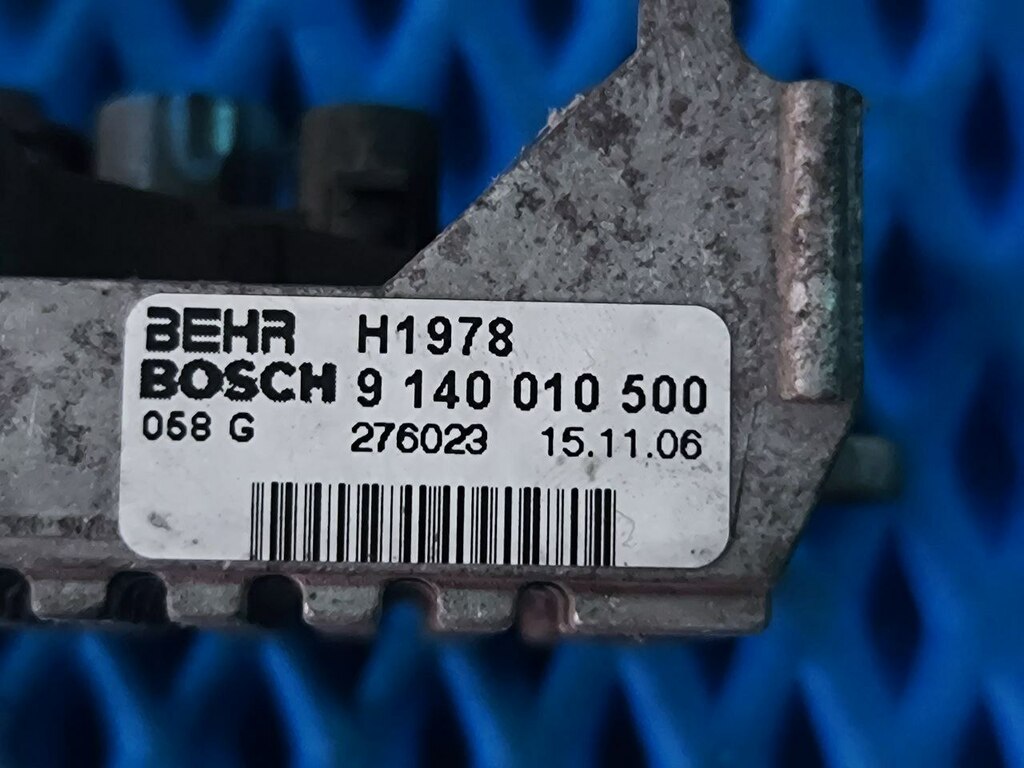 BEHR H1978
BOSCH 9 140 010 500
058 G 276023 15.11.06